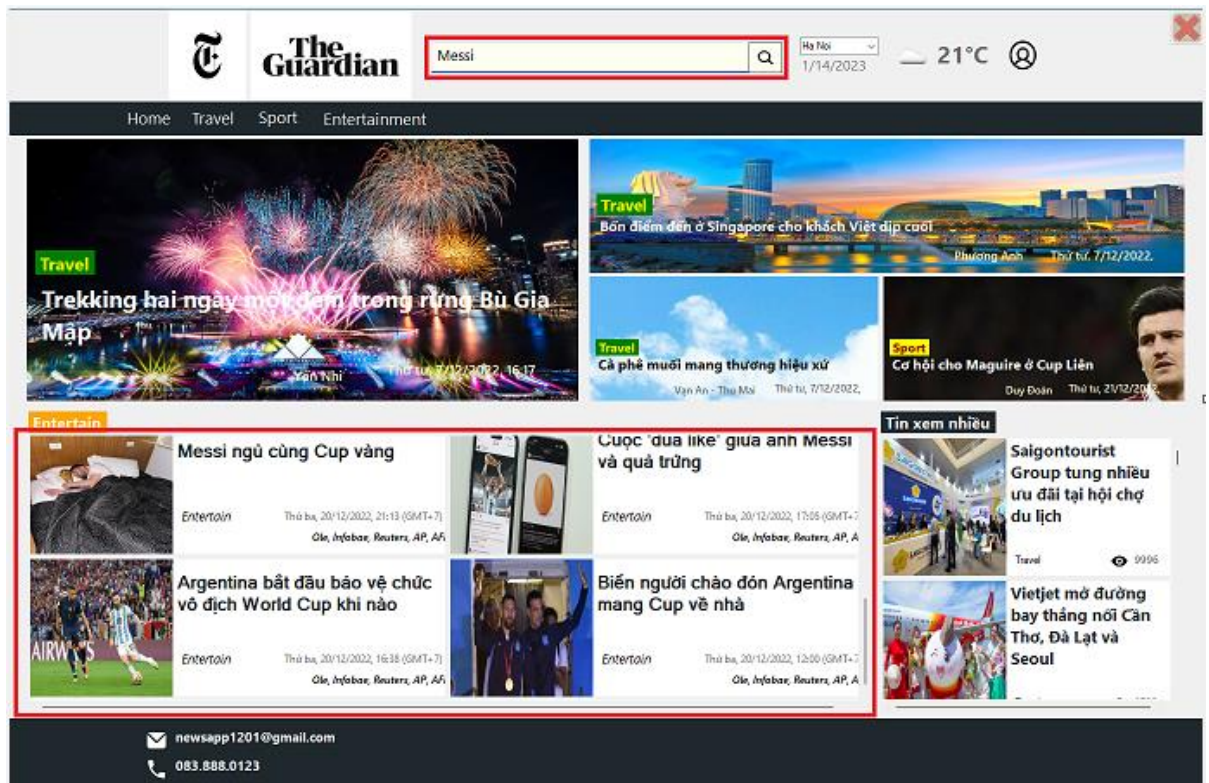 The
Guardian
Messi
Ha Noi
1/14/2023
21°C
Home Travel Sport Entertainment
Travel
Trekking hai ngày một đêm trong rừng Bù Gia
Mập
Yên Nhi Thứ tư, 7/12/2022, 16:17
Travel
Bốn điểm đến ở Singapore cho khách Việt dịp cuối
Phương Anh Thứ tư, 7/12/2022,
Travel
Cà phê muối mang thương hiệu xứ
Vạn An - Thu Mai Thứ tư, 7/12/2022,
Sport
Cơ hội cho Maguire ở Cup Liên
Duy Đoàn Thứ tư, 21/12/2022,
Entertain
Messi ngủ cùng Cup vàng
Entertain Thứ ba, 20/12/2022, 21:13 (GMT+7)
Ole, Infobae, Reuters, AP, AF
Cuộc 'đua like' giữa ảnh Messi
và quả trứng
Entertain Thứ ba, 20/12/2022, 17:05 (GMT+7
Ole, Infobae, Reuters, AP, A
Argentina bắt đầu bảo vệ chức
vô địch World Cup khi nào
Entertain Thứ ba, 20/12/2022, 16:38 (GMT+7)
Ole, Infobae, Reuters, AP, AF
Biển người chào đón Argentina
mang Cup về nhà
Entertain Thứ ba, 20/12/2022, 12:00 (GMT+7
Ole, Infobae, Reuters, AP, A
Tin xem nhiều
Saigontourist
Group tung nhiều
ưu đãi tại hội chợ
du lịch
Travel 9996
Vietjet mở đường
bay thẳng nối Cần
Thơ, Đà Lạt và
Seoul
newsapp1201@gmail.com
083.888.0123